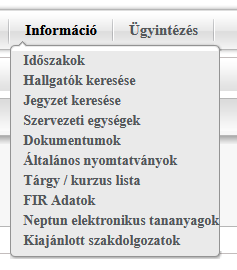 Információ Ügyintézés
Időszakok
Hallgatók keresése
Jegyzet keresése
Szervezeti egységek
Dokumentumok
Általános nyomtatványok
Tárgy / kurzus lista
FIR Adatok
Neptun elektronikus tananyagok
Kiajánlott szakdolgozatok